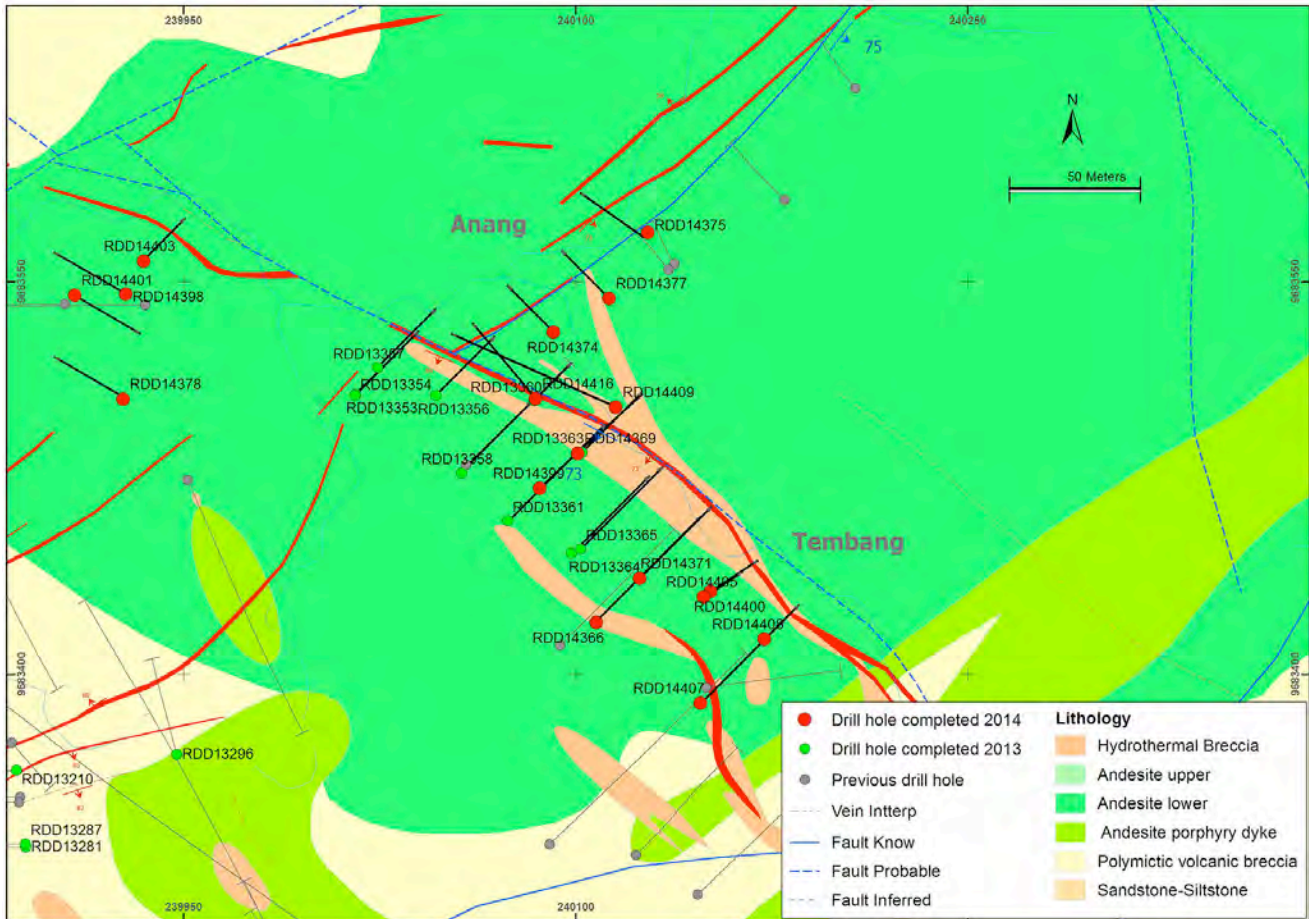 239950
240100
240250
75
N
50 Meters
Anang
RDD14375
RDD14403
9683550
RDD14401
RDD14398
RDD14377
9683550
RDD14374
RDD13367
RDD14378
RDD13354
RDD13353
RDD13356
RDD13360
RDD14416
RDD14409
RDD13363
RDD14369
RDD13358
RDD14399
73
RDD13361
RDD13365
Tembang
RDD13364
RDD14371
RDD14405
RDD14400
RDD14366
RDD14406
9683400
RDD14407
9683400
RDD13296
RDD13210
RDD13287
RDD13281
Drill hole completed 2014
Drill hole completed 2013
Previous drill hole
Vein Intterp
Fault Know
Fault Probable
Fault Inferred
Lithology
Hydrothermal Breccia
Andesite upper
Andesite lower
Andesite porphyry dyke
Polymictic volcanic breccia
Sandstone-Siltstone
239950
240100